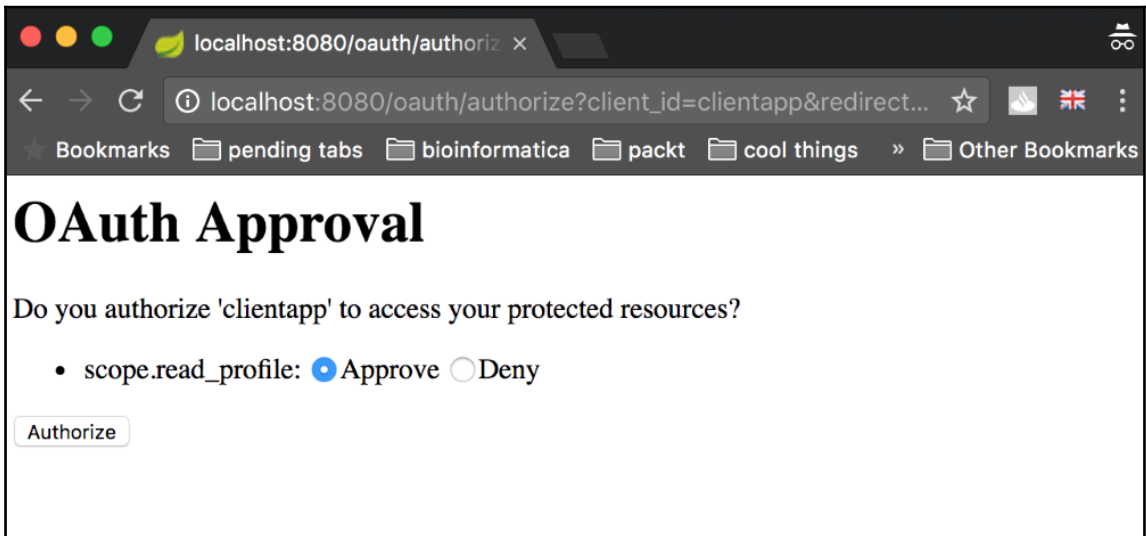 localhost:8080/oauth/authoriz
localhost:8080/oauth/authorize?client_id=clientapp&redirect...
Bookmarks pending tabs bioinformatica packt cool things » Other Bookmarks
OAuth Approval
Do you authorize 'clientapp' to access your protected resources?
• scope.read_profile: Approve Deny
Authorize